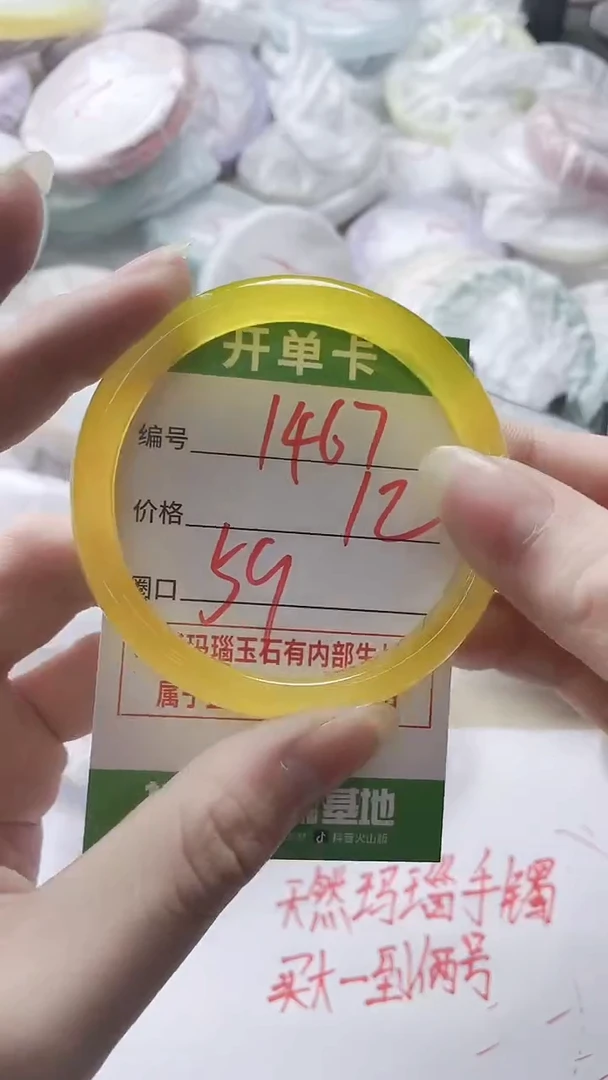 开单卡
编号 1467
价格 12
圈口 59
玛瑙玉石有内部生
属于
基地
抖音火山版
天然玛瑙手镯
买大一到俩号